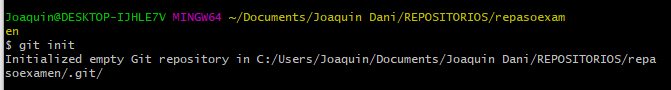 Joaquin@DESKTOP-IJHLE7V MINGW64 ~/Documents/Joaquin Dani/REPOSITORIOS/repasoexam
en
$ git init
Initialized empty Git repository in C:/Users/Joaquin/Documents/Joaquin Dani/REPOSITORIOS/repa
soexamen/.git/